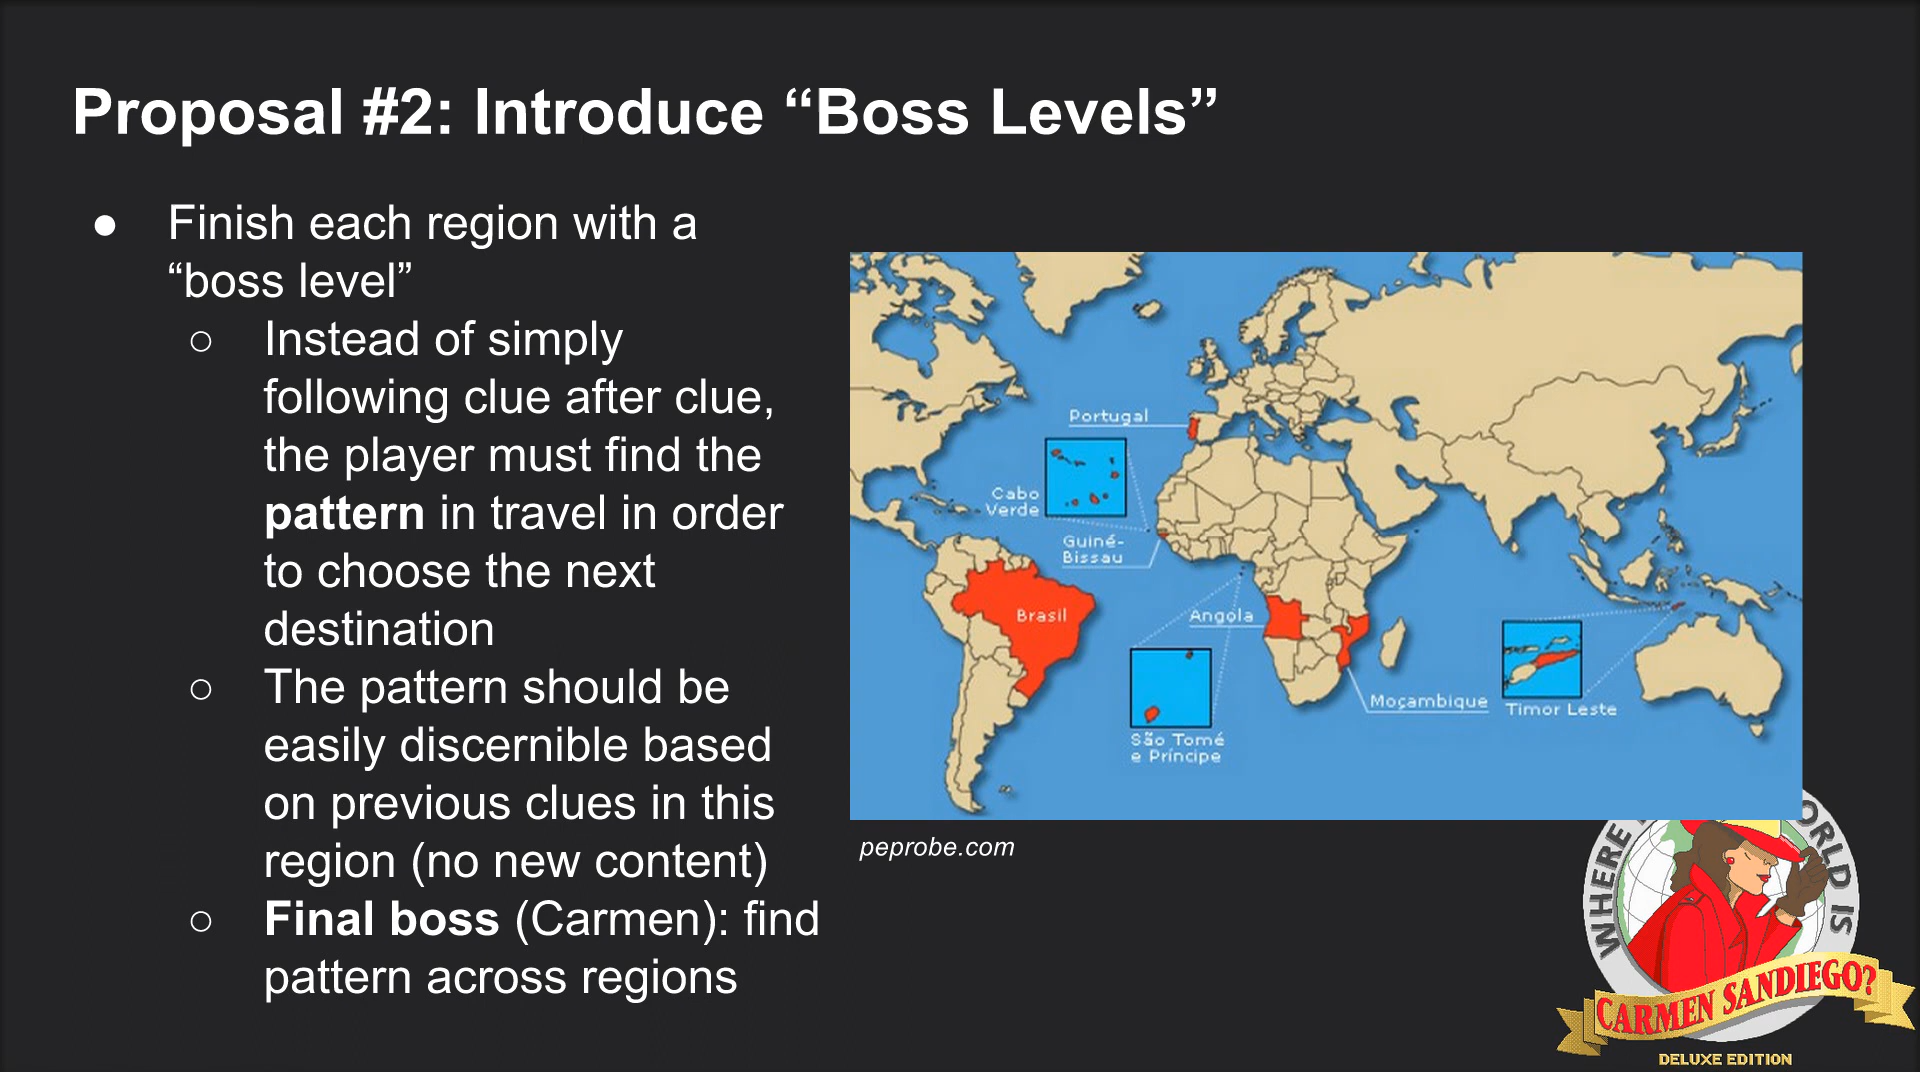 Proposal #2: Introduce “Boss Levels”
● Finish each region with a
“boss level”
○ Instead of simply
following clue after clue,
the player must find the
pattern in travel in order
to choose the next
destination
○ The pattern should be
easily discernible based
on previous clues in this
region (no new content)
○ Final boss (Carmen): find
pattern across regions
Portugal
Cabo
Verde
Guiné-
Bissau
Brasil
Angola
São Tomé
e Príncipe
Moçambique
Timor Leste
peprobe.com
WHERE
WORLD IS
CARMEN SANDIEGO?
DELUXE EDITION